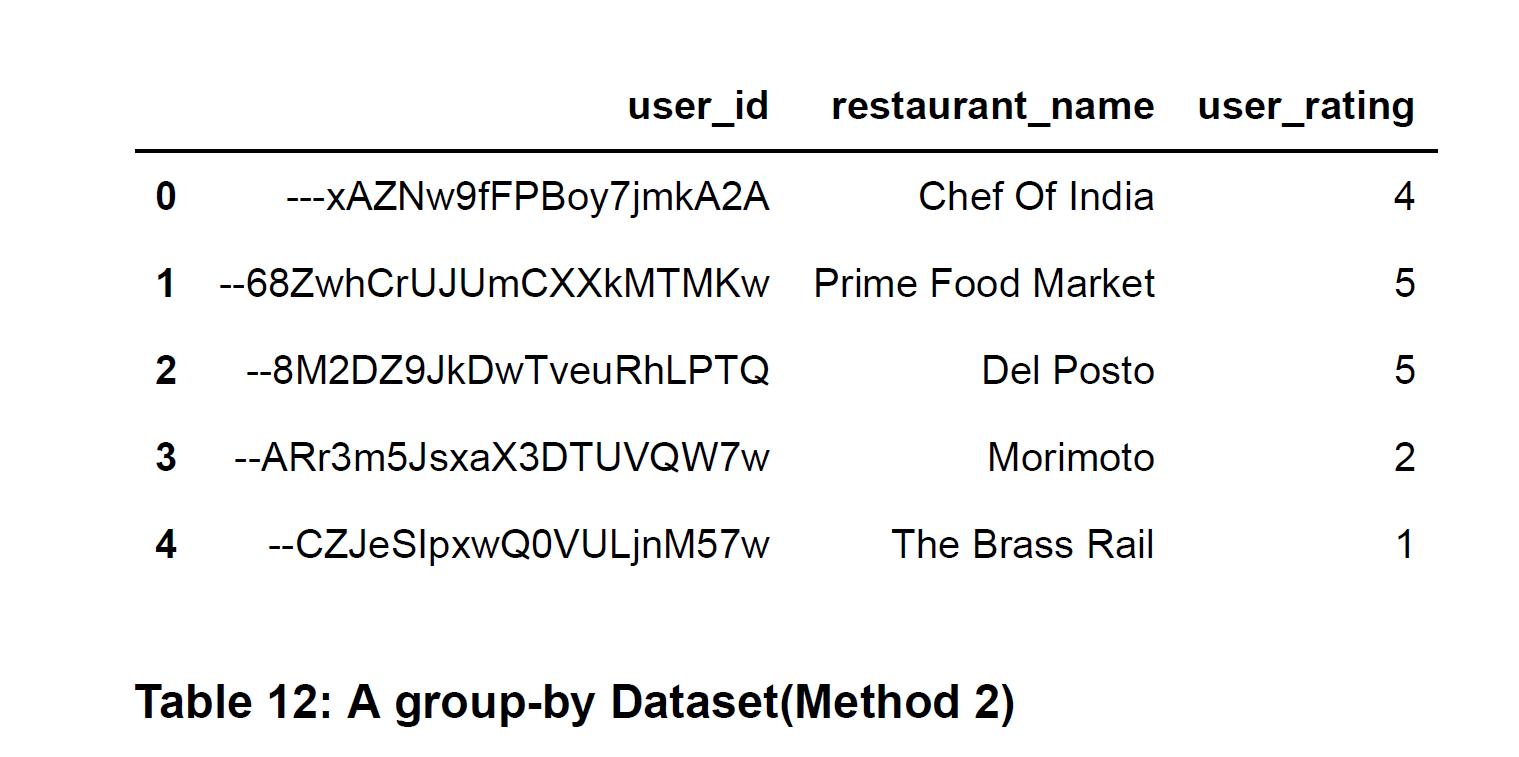 user_id restaurant_name user_rating
0 ---xAZNw9fFPBoy7jmkA2A Chef Of India 4
1 --68ZwhCrUJUmCXXkMTMKw Prime Food Market 5
2 --8M2DZ9JkDwTveuRhLPTQ Del Posto 5
3 --ARr3m5JsxaX3DTUVQW7w Morimoto 2
4 --CZJeSIpxwQ0VULjnM57w The Brass Rail 1
Table 12: A group-by Dataset(Method 2)